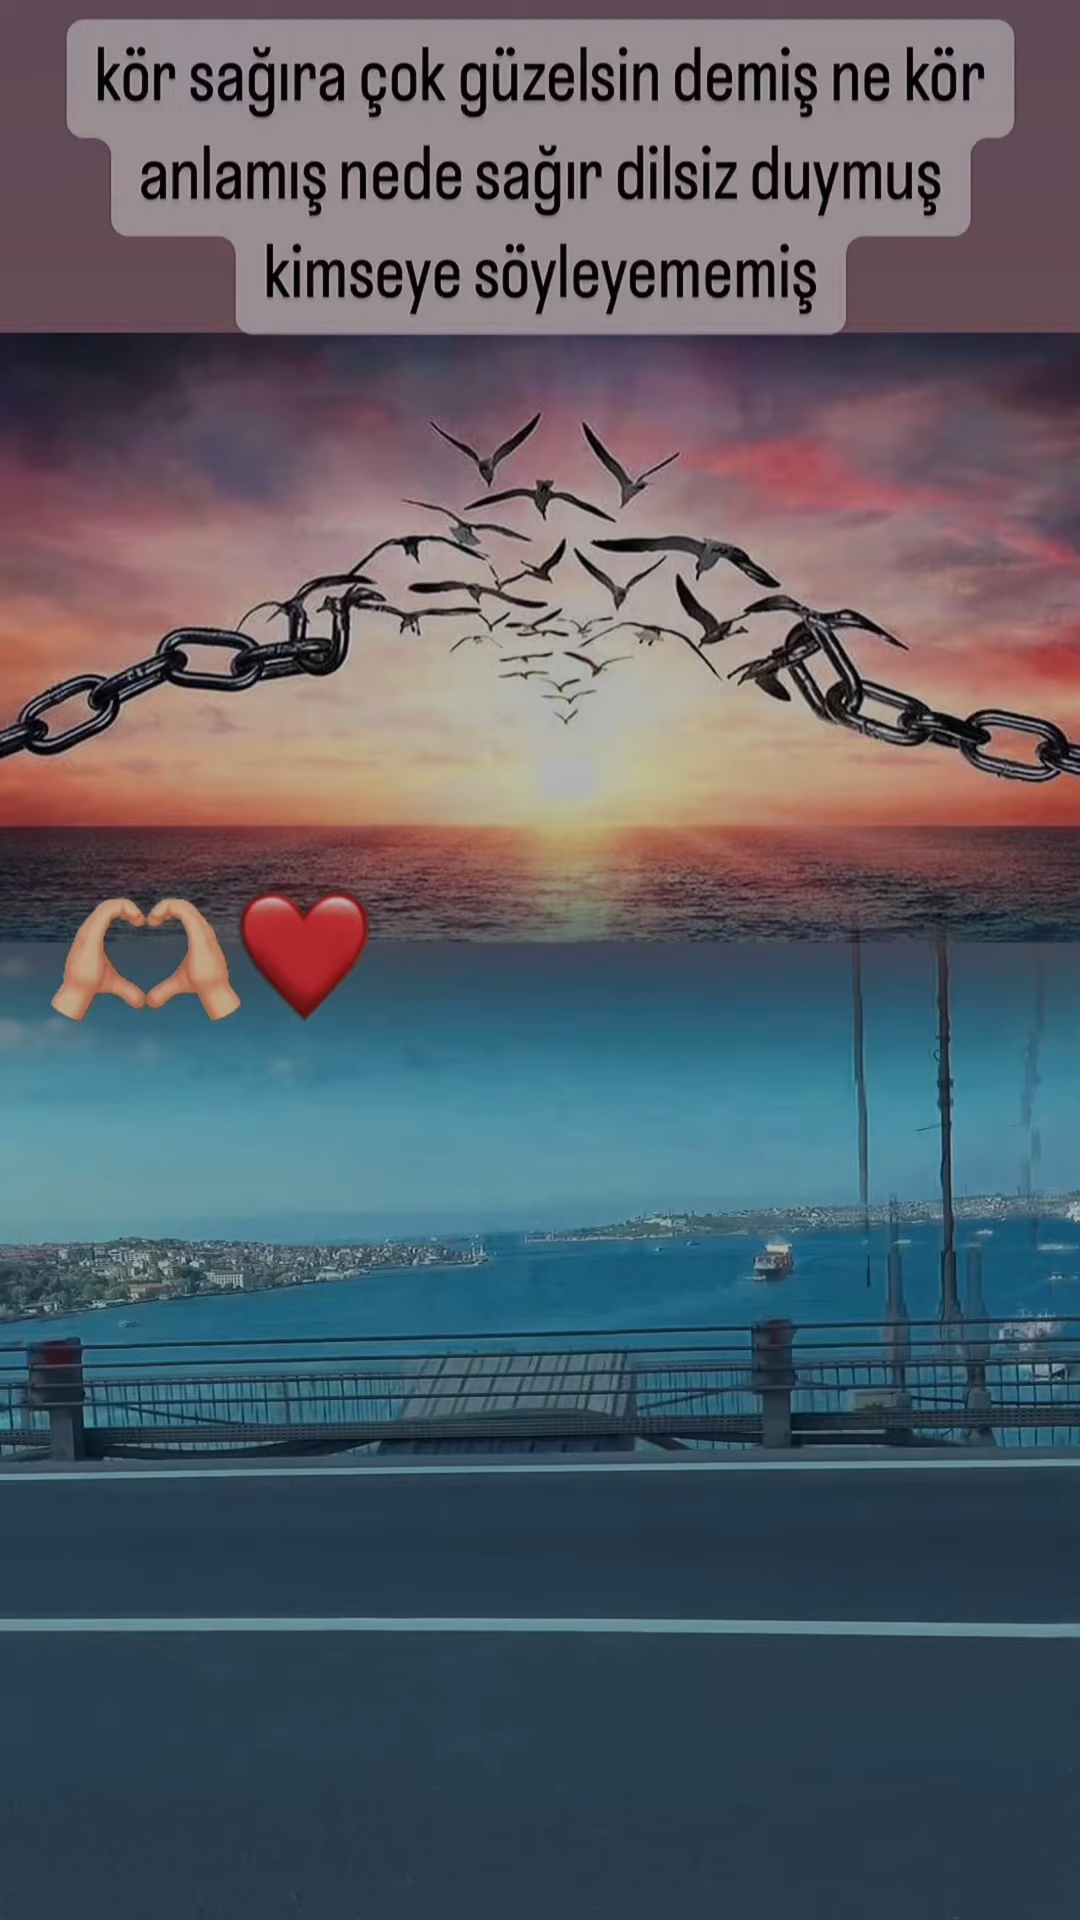 kör sağıra çok güzelsin demiş ne kör
anlamış nede sağır dilsiz duymuş
kimseye söyleyememiş